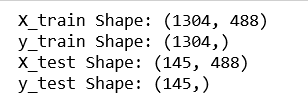 X_train Shape: (1304, 488)
y_train Shape: (1304,)
X_test Shape: (145, 488)
y_test Shape: (145,)